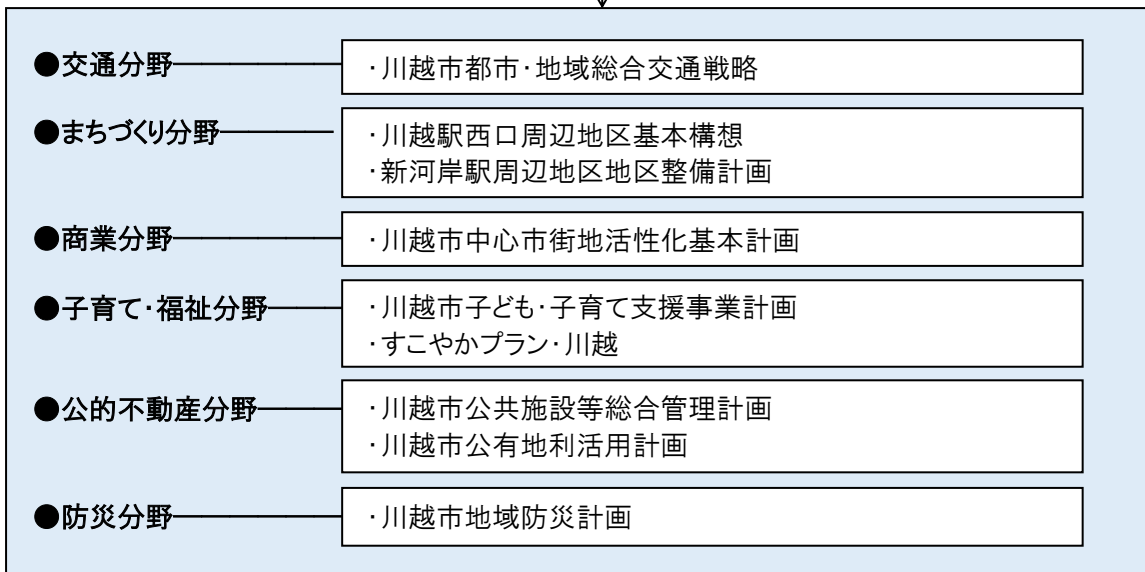 ●交通分野
・川越市都市・地域総合交通戦略
●まちづくり分野
・川越駅西口周辺地区基本構想
・新河岸駅周辺地区地区整備計画
●商業分野
・川越市中心市街地活性化基本計画
●子育て・福祉分野
・川越市子ども・子育て支援事業計画
・すこやかプラン・川越
●公的不動産分野
・川越市公共施設等総合管理計画
・川越市公有地利活用計画
●防災分野
・川越市地域防災計画